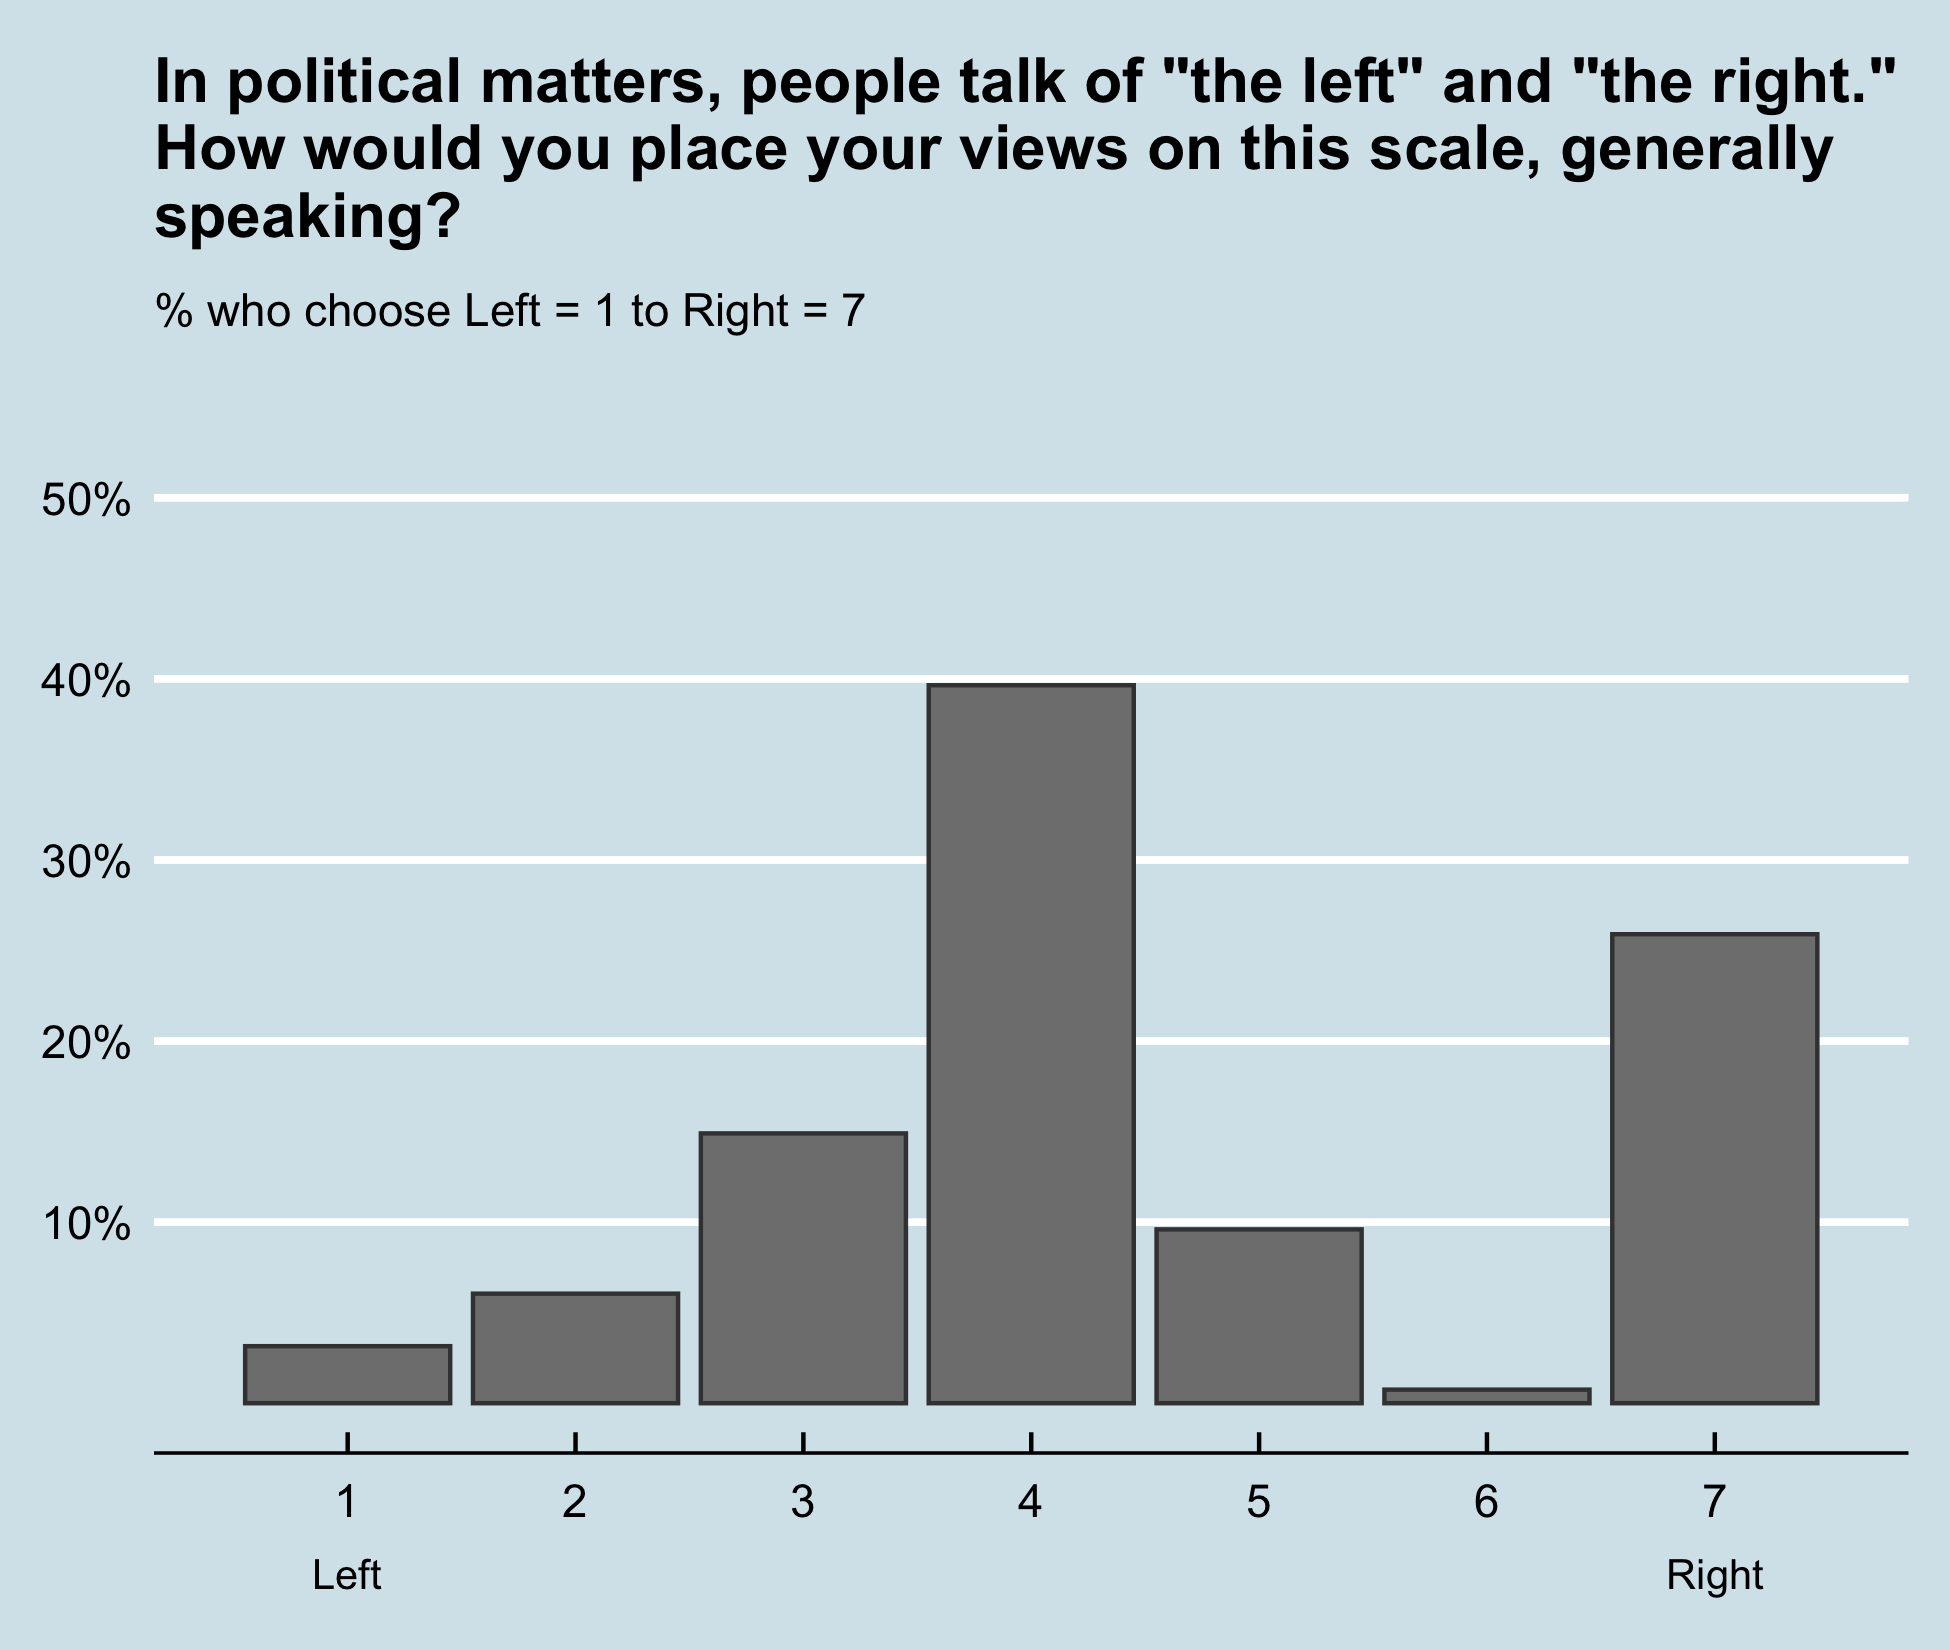 In political matters, people talk of "the left" and "the right."
How would you place your views on this scale, generally
speaking?
% who choose Left = 1 to Right = 7
50%
40%
30%
20%
10%
1 2 3 4 5 6 7
Left Right